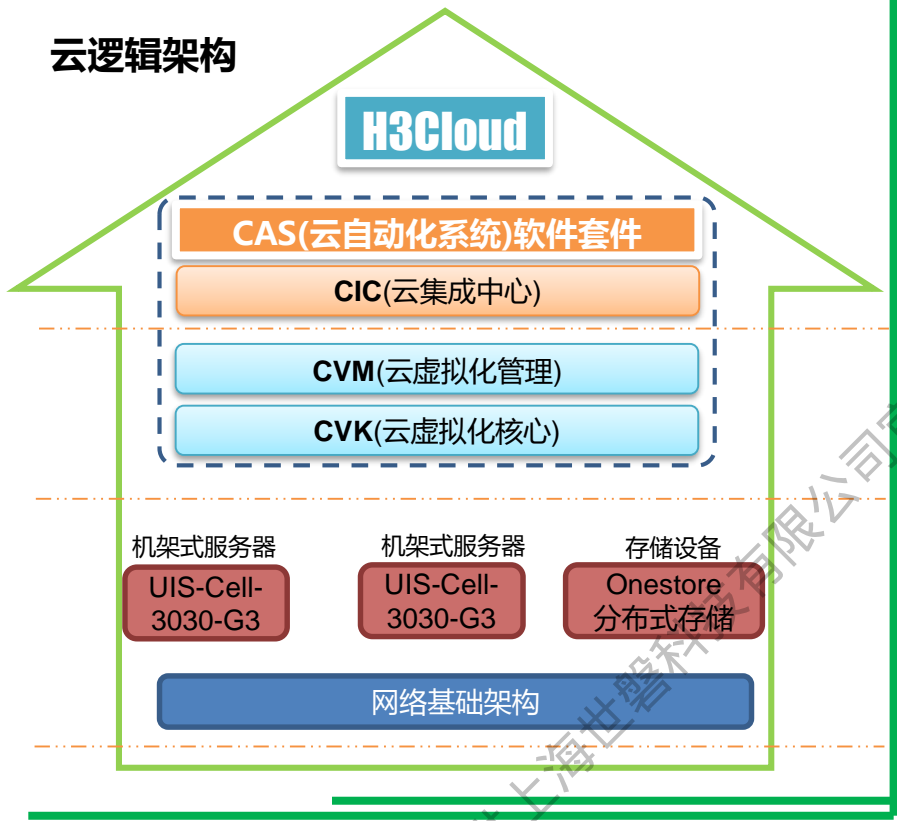 云逻辑架构
H3Cloud
CAS(云自动化系统)软件套件
CIC(云集成中心)
CVM(云虚拟化管理)
CVK(云虚拟化核心)
机架式服务器
机架式服务器
存储设备
UIS-Cell-
3030-G3
UIS-Cell-
3030-G3
Onestore
分布式存储
网络基础架构
上海世磐科技有限公司